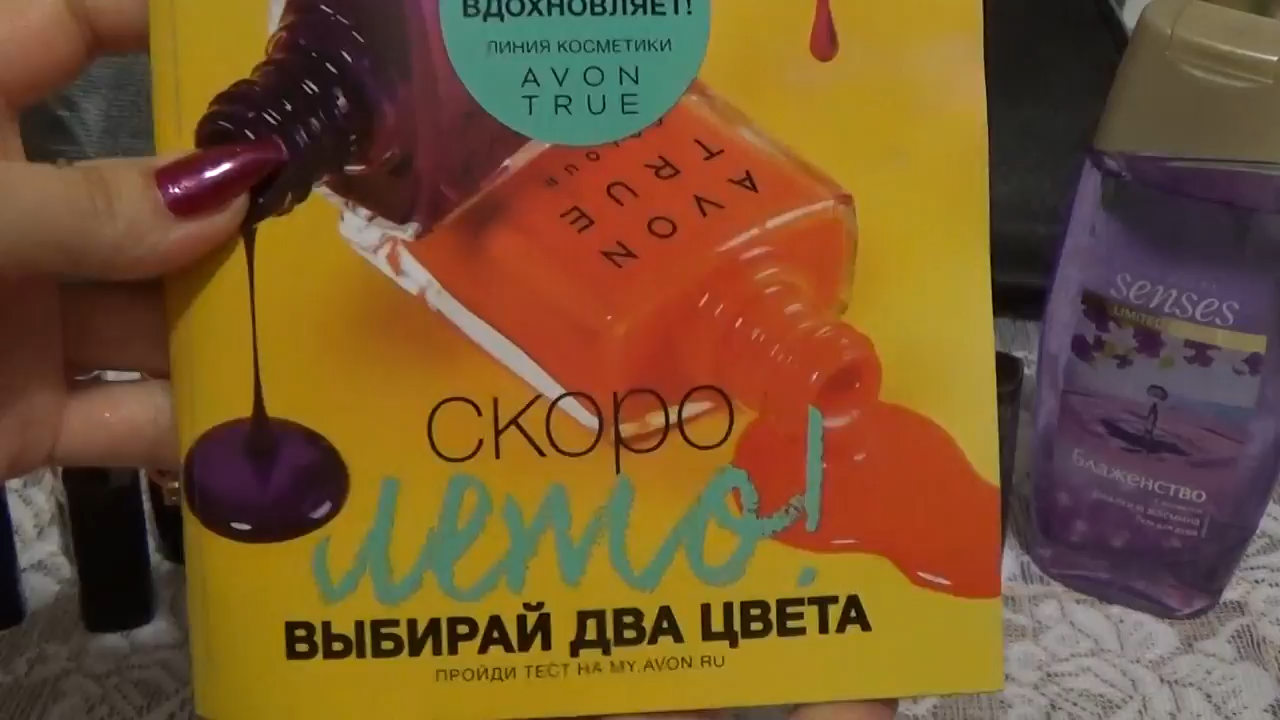 ВДОХНОВЛЯЕТ!
ЛИНИЯ КОСМЕТИКИ
AVON
TRUE
AVON
TRUE
скоро
лето!
ВЫБИРАЙ ДВА ЦВЕТА
ПРОЙДИ ТЕСТ НА MY.AVON.RU
senses
LIMITED
Блаженство